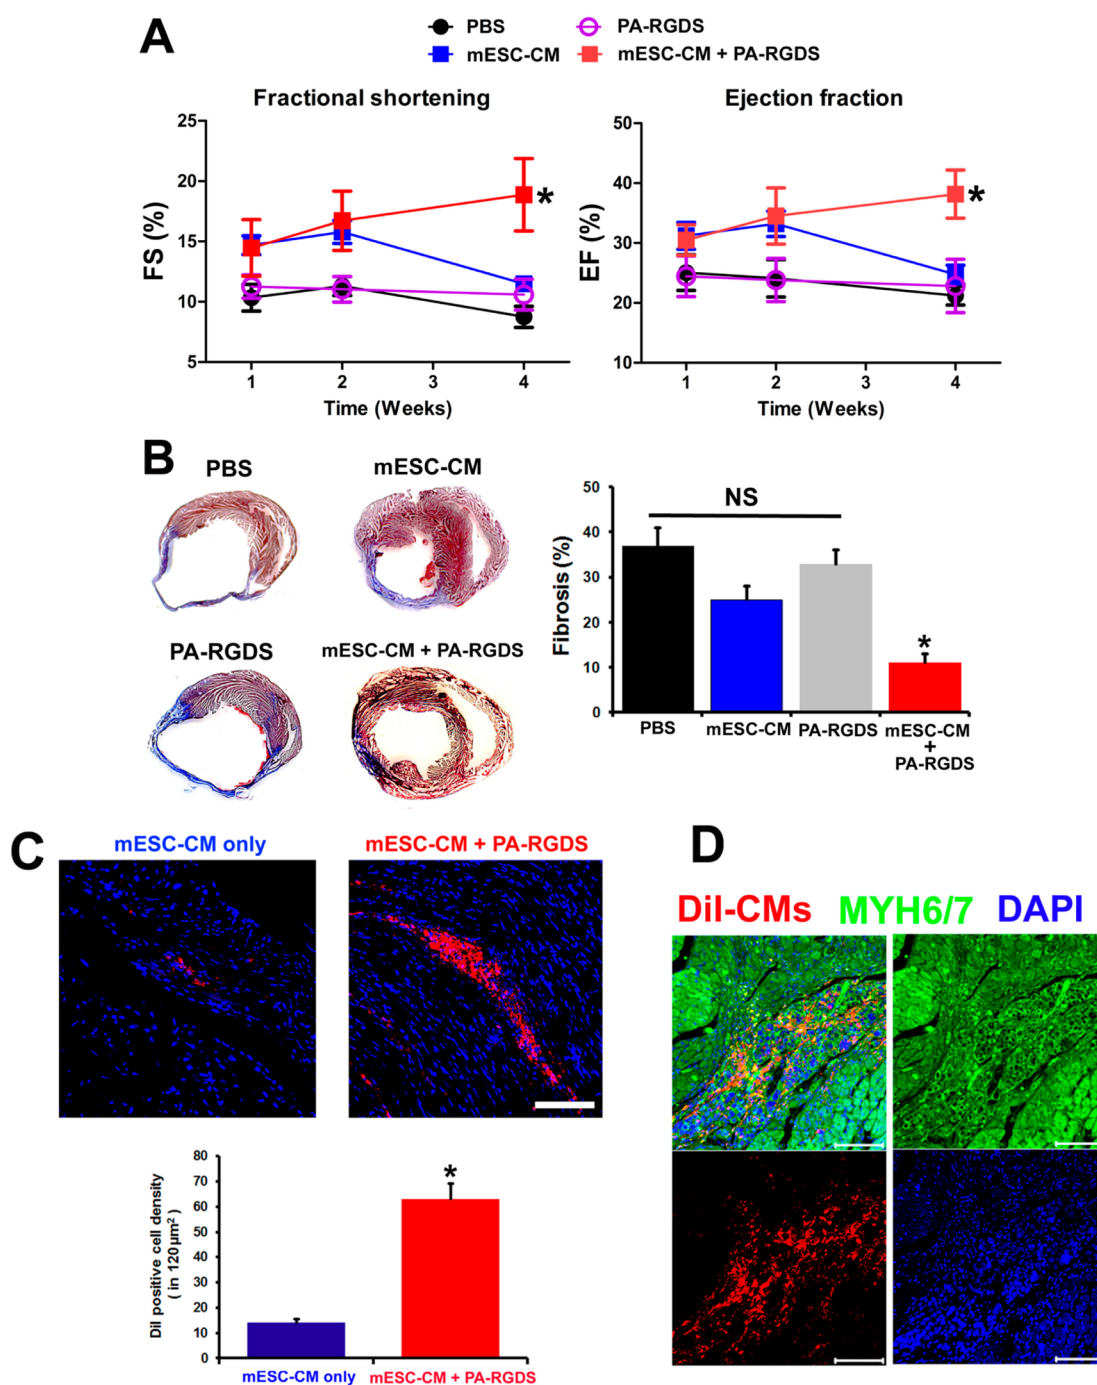 A
PBS
PA-RGDS
mESC-CM
mESC-CM + PA-RGDS
Fractional shortening
FS (%)
25
20
15
10
5
1
2
3
4
Time (Weeks)
*
Ejection fraction
EF (%)
50
40
30
20
10
1
2
3
4
Time (Weeks)
*
B
PBS
mESC-CM
PA-RGDS
mESC-CM + PA-RGDS
Fibrosis (%)
50
40
30
20
10
0
NS
*
PBS
mESC-CM
PA-RGDS
mESC-CM
+
PA-RGDS
C
mESC-CM only
mESC-CM + PA-RGDS
DiI positive cell density
( in 120µm²)
80
70
60
50
40
30
20
10
0
*
mESC-CM only
mESC-CM + PA-RGDS
D
DiI-CMs MYH6/7 DAPI